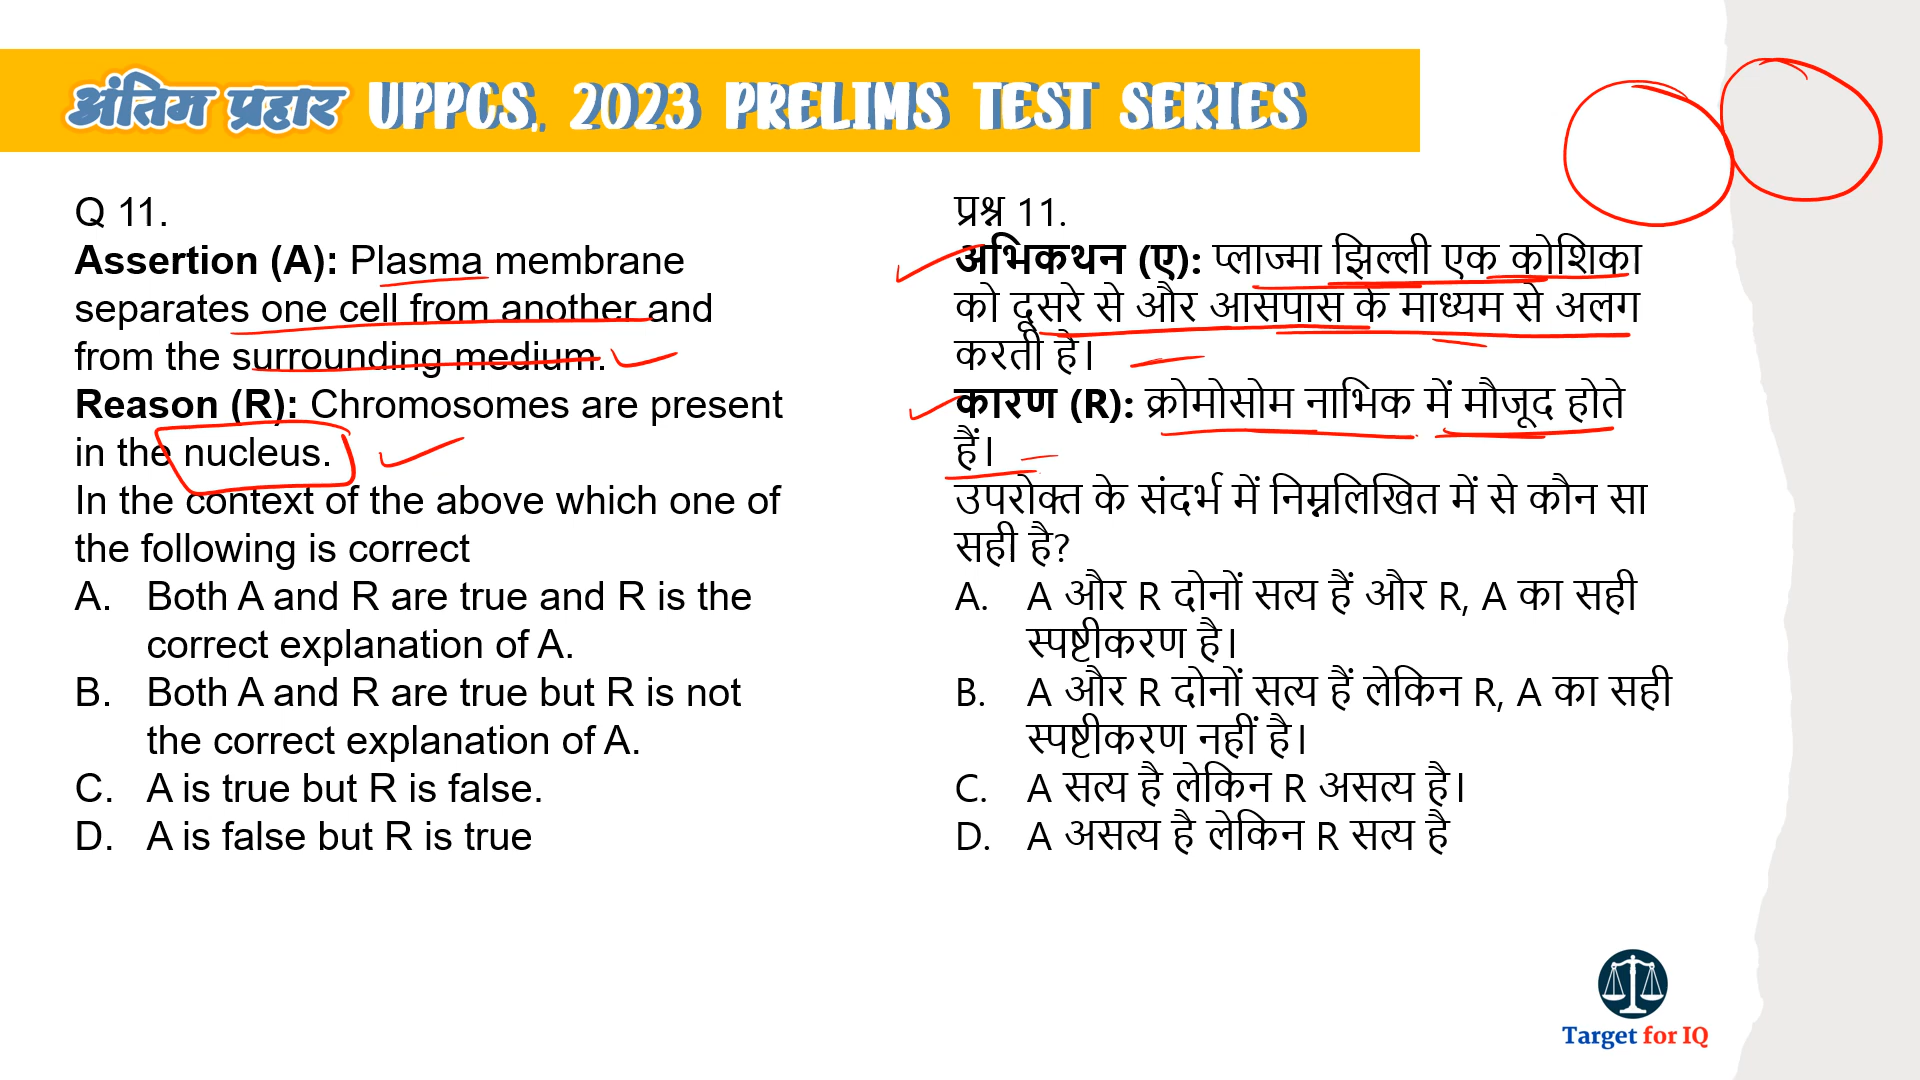 अंतिम प्रहार UPPCS, 2023 PRELIMS TEST SERIES
Q 11.
Assertion (A): Plasma membrane
separates one cell from another and
from the surrounding medium.
Reason (R): Chromosomes are present
in the nucleus.
In the context of the above which one of
the following is correct
A. Both A and R are true and R is the
correct explanation of A.
B. Both A and R are true but R is not
the correct explanation of A.
C. A is true but R is false.
D. A is false but R is true
प्रश्न 11.
अभिकथन (ए): प्लाज्मा झिल्ली एक कोशिका
को दूसरे से और आसपास के माध्यम से अलग
करती है।
कारण (R): क्रोमोसोम नाभिक में मौजूद होते
हैं।
उपरोक्त के संदर्भ में निम्नलिखित में से कौन सा
सही है?
A. A और R दोनों सत्य हैं और R, A का सही
स्पष्टीकरण है।
B. A और R दोनों सत्य हैं लेकिन R, A का सही
स्पष्टीकरण नहीं है।
C. A सत्य है लेकिन R असत्य है।
D. A असत्य है लेकिन R सत्य है
Target for IQ